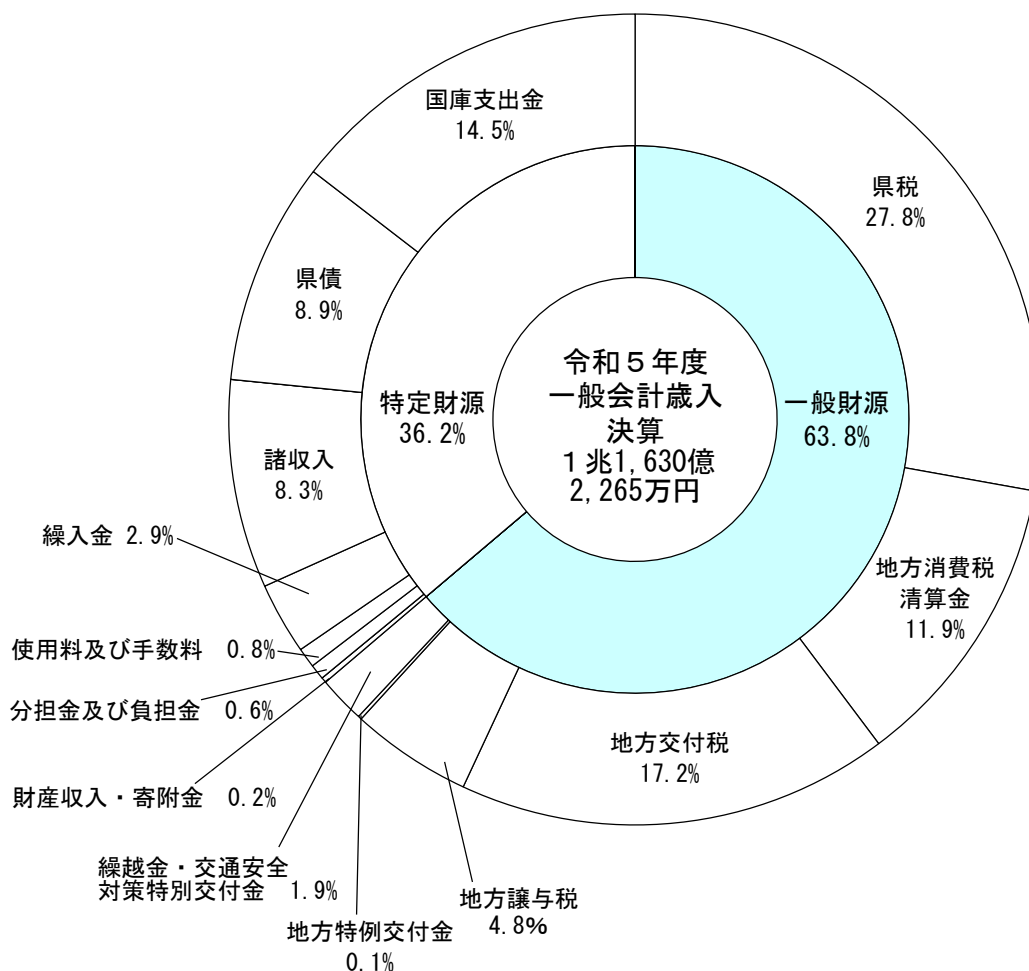 国庫支出金
14.5%
県税
27.8%
県債
8.9%
令和５年度
一般会計歳入
決算
１兆1,630億
2,265万円
特定財源
36.2%
一般財源
63.8%
諸収入
8.3%
繰入金 2.9%
地方消費税
清算金
11.9%
使用料及び手数料 0.8%
分担金及び負担金 0.6%
地方交付税
17.2%
財産収入・寄附金 0.2%
繰越金・交通安全
対策特別交付金 1.9%
地方譲与税
4.8%
地方特例交付金
0.1%